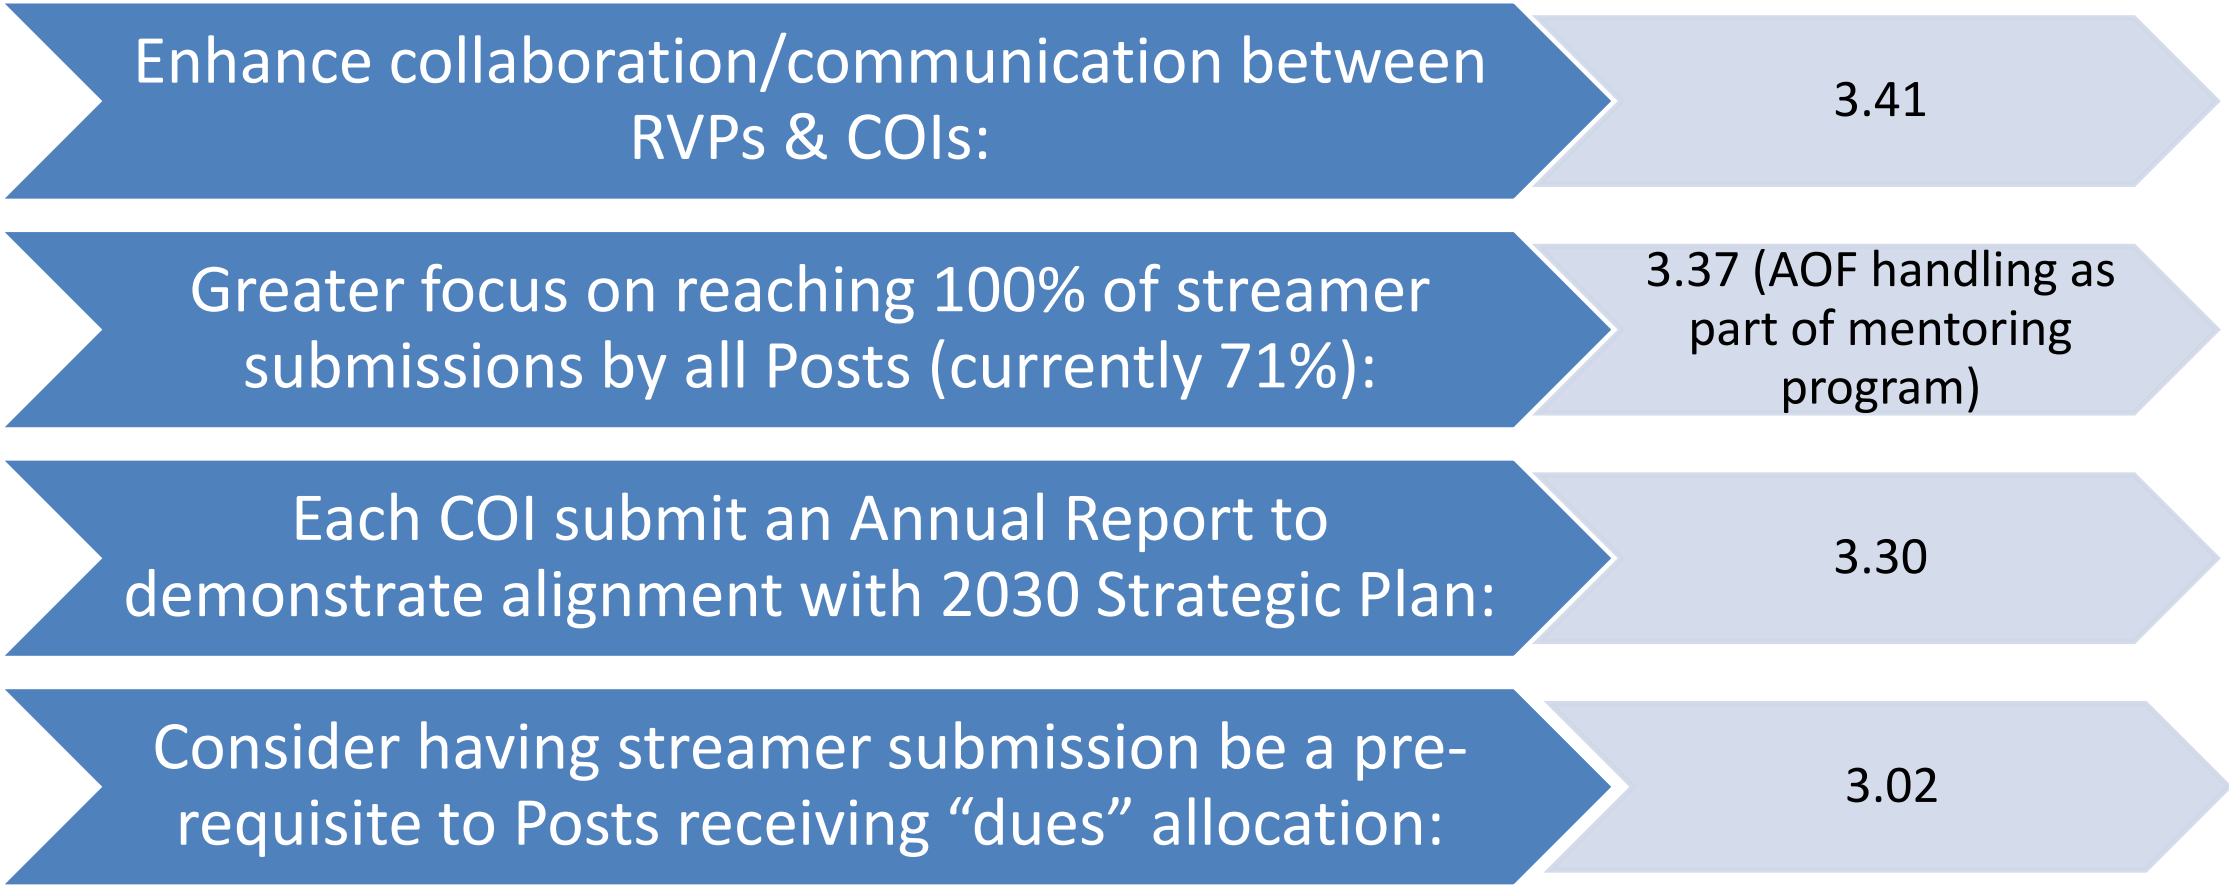 Enhance collaboration/communication between
RVPs & COIs:
3.41
Greater focus on reaching 100% of streamer
submissions by all Posts (currently 71%):
3.37 (AOF handling as
part of mentoring
program)
Each COI submit an Annual Report to
demonstrate alignment with 2030 Strategic Plan:
3.30
Consider having streamer submission be a pre-
requisite to Posts receiving “dues” allocation:
3.02